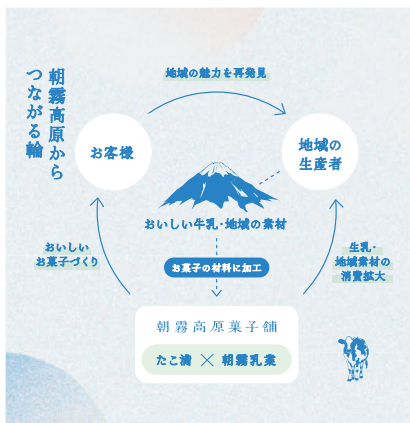 朝霧高原から
つながる輪
地域の魅力を再発見
お客様
地域の
生産者
おいしい牛乳・地域の素材
おいしい
お菓子づくり
お菓子の材料に加工
生乳・
地域素材の
消費拡大
朝霧高原菓子舗
たこ満 × 朝霧乳業